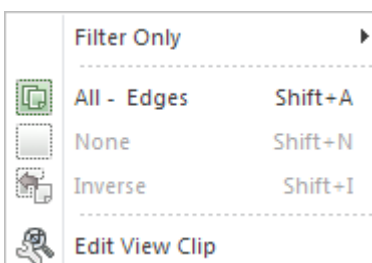 Filter Only
All - Edges Shift+A
None Shift+N
Inverse Shift+I
Edit View Clip